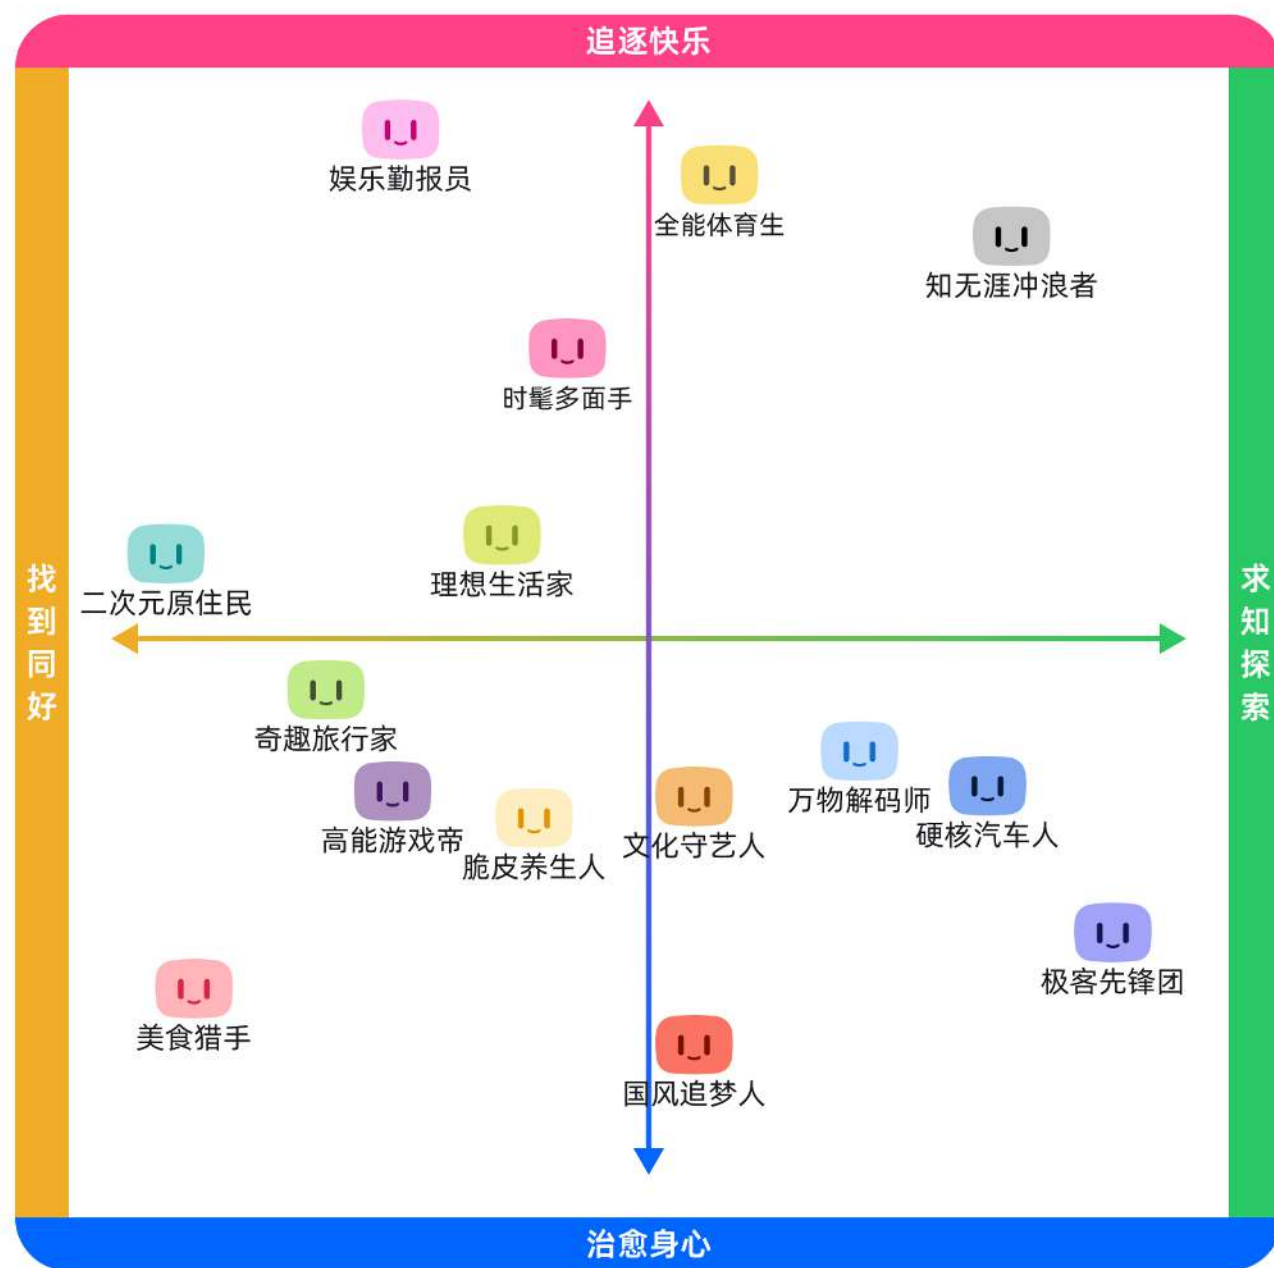 追逐快乐
娱乐勤报员
全能体育生
知无涯冲浪者
时髦多面手
理想生活家
二次元原住民
找到同好
求知探索
奇趣旅行家
万物解码师
高能游戏帝
硬核汽车人
文化守艺人
脆皮养生人
极客先锋团
美食猎手
国风追梦人
治愈身心